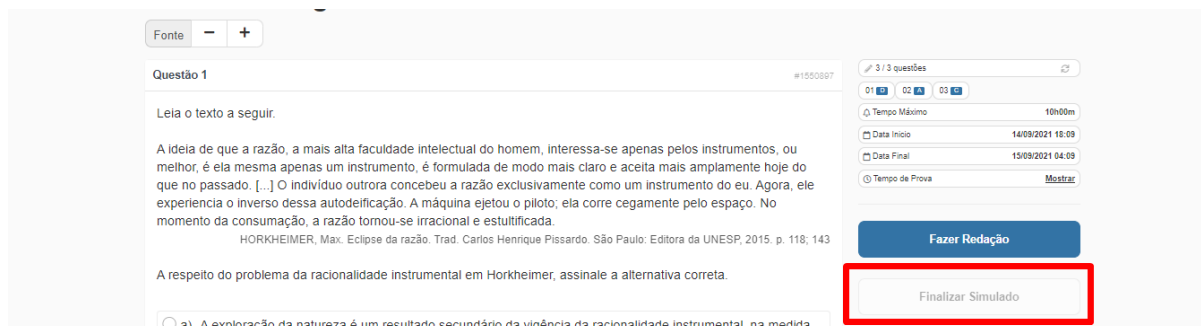 Fonte − +
Questão 1
#1550897
Leia o texto a seguir.
A ideia de que a razão, a mais alta faculdade intelectual do homem, interessa-se apenas pelos instrumentos, ou
melhor, é ela mesma apenas um instrumento, é formulada de modo mais claro e aceita mais amplamente hoje do
que no passado. [...] O indivíduo outrora concebeu a razão exclusivamente como um instrumento do eu. Agora, ele
experiencia o inverso dessa autodeificação. A máquina ejetou o piloto; ela corre cegamente pelo espaço. No
momento da consumação, a razão tornou-se irracional e estultificada.
HORKHEIMER, Max. Eclipse da razão. Trad. Carlos Henrique Pissardo. São Paulo: Editora da UNESP, 2015. p. 118; 143
A respeito do problema da racionalidade instrumental em Horkheimer, assinale a alternativa correta.
a) A exploração da natureza é um resultado secundário da vigência da racionalidade instrumental, na medida
3 / 3 questões
01 D 02 A 03 C
Tempo Máximo 10h00m
Data Inicio 14/09/2021 18:09
Data Final 15/09/2021 04:09
Tempo de Prova Mostrar
Fazer Redação
Finalizar Simulado